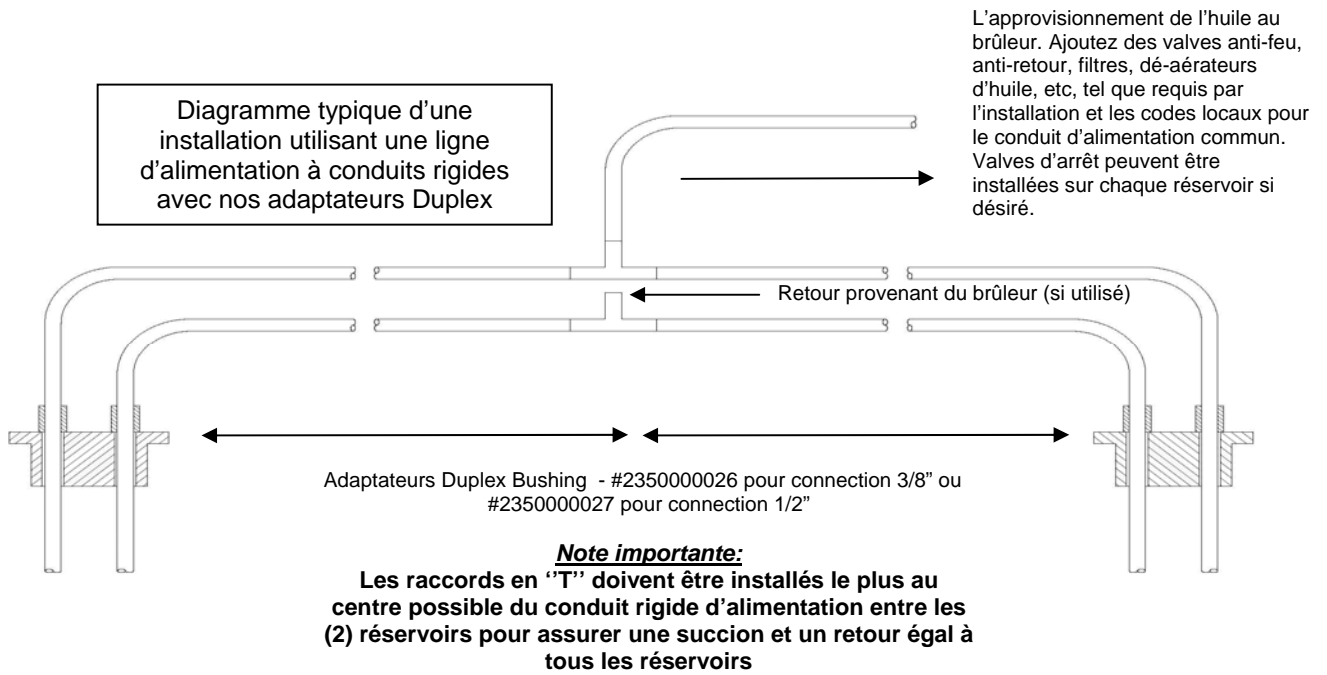 L'approvisionnement de l'huile au
brûleur. Ajoutez des valves anti-feu,
anti-retour, filtres, dé-aérateurs
d'huile, etc, tel que requis par
l'installation et les codes locaux pour
le conduit d'alimentation commun.
Valves d'arrêt peuvent être
installées sur chaque réservoir si
désiré.
Diagramme typique d'une
installation utilisant une ligne
d'alimentation à conduits rigides
avec nos adaptateurs Duplex
Retour provenant du brûleur (si utilisé)
Adaptateurs Duplex Bushing - #2350000026 pour connection 3/8" ou
#2350000027 pour connection 1/2"
Note importante:
Les raccords en ''T'' doivent être installés le plus au
centre possible du conduit rigide d'alimentation entre les
(2) réservoirs pour assurer une succion et un retour égal à
tous les réservoirs